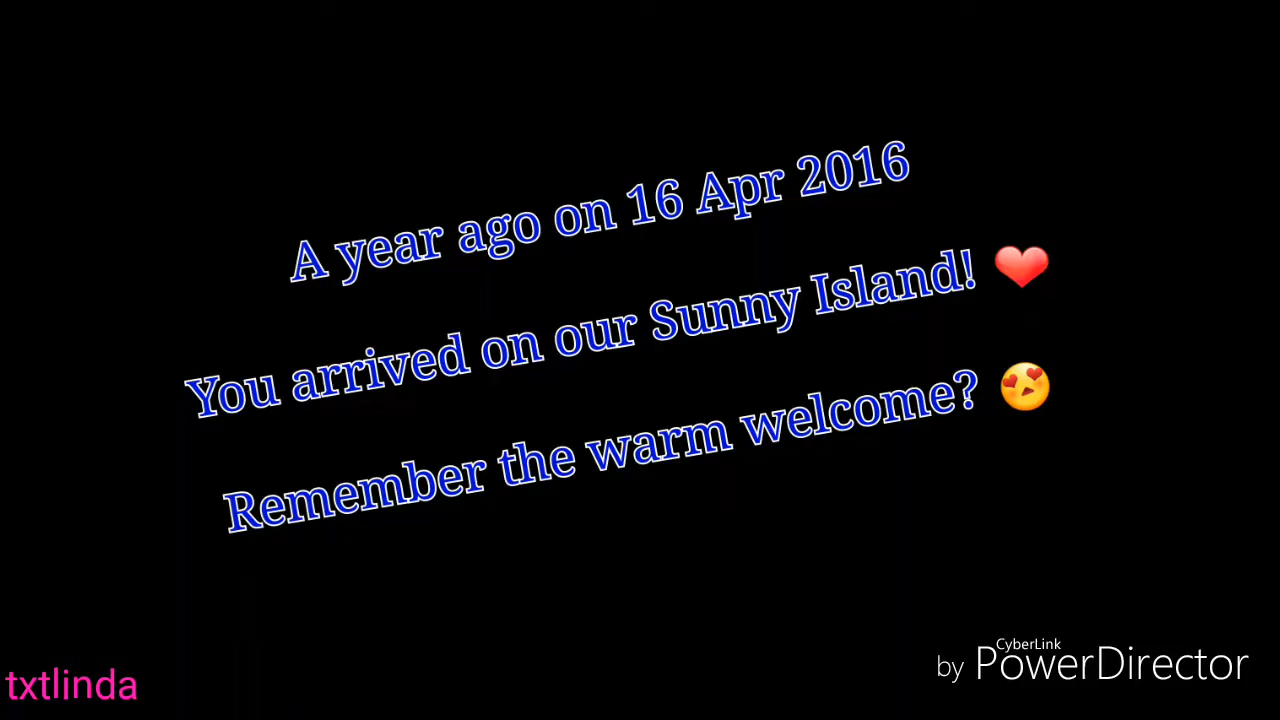 A year ago on 16 Apr 2016
You arrived on our Sunny Island! ❤️
Remember the warm welcome? 😍
txtlinda
by CyberLink PowerDirector